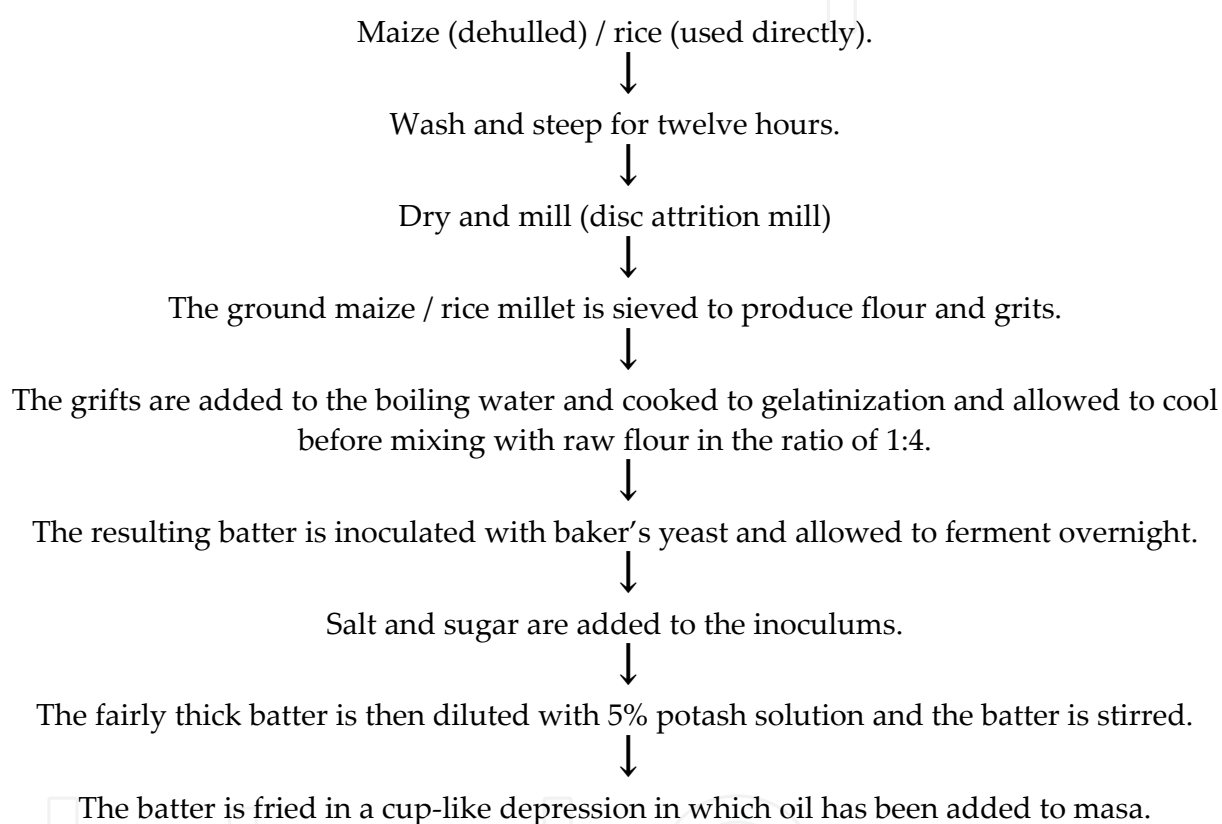 Maize (dehulled) / rice (used directly).
↓
Wash and steep for twelve hours.
↓
Dry and mill (disc attrition mill)
↓
The ground maize / rice millet is sieved to produce flour and grits.
↓
The grifts are added to the boiling water and cooked to gelatinization and allowed to cool
before mixing with raw flour in the ratio of 1:4.
↓
The resulting batter is inoculated with baker’s yeast and allowed to ferment overnight.
↓
Salt and sugar are added to the inoculums.
↓
The fairly thick batter is then diluted with 5% potash solution and the batter is stirred.
↓
The batter is fried in a cup-like depression in which oil has been added to masa.